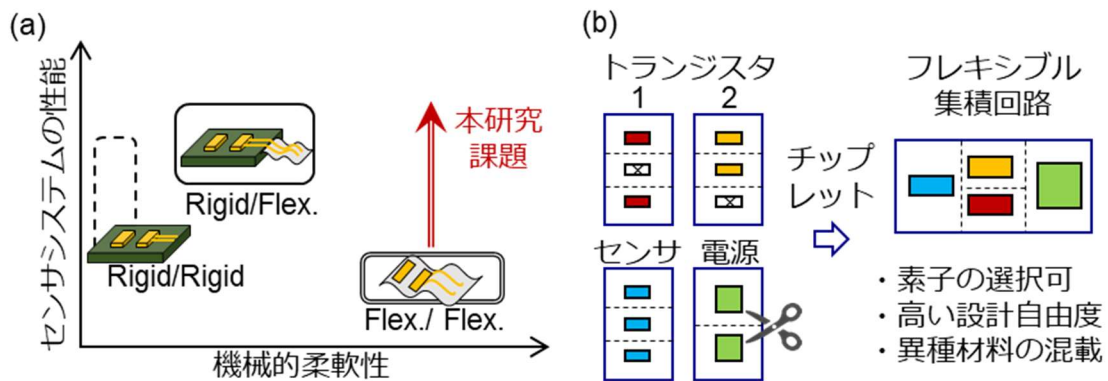 (a)
センサシステムの性能
Rigid/Rigid
Rigid/Flex.
本研究
課題
Flex./ Flex.
機械的柔軟性
(b)
トランジスタ
1
2
センサ
電源
チップ
レット
フレキシブル
集積回路
・素子の選択可
・高い設計自由度
・異種材料の混載